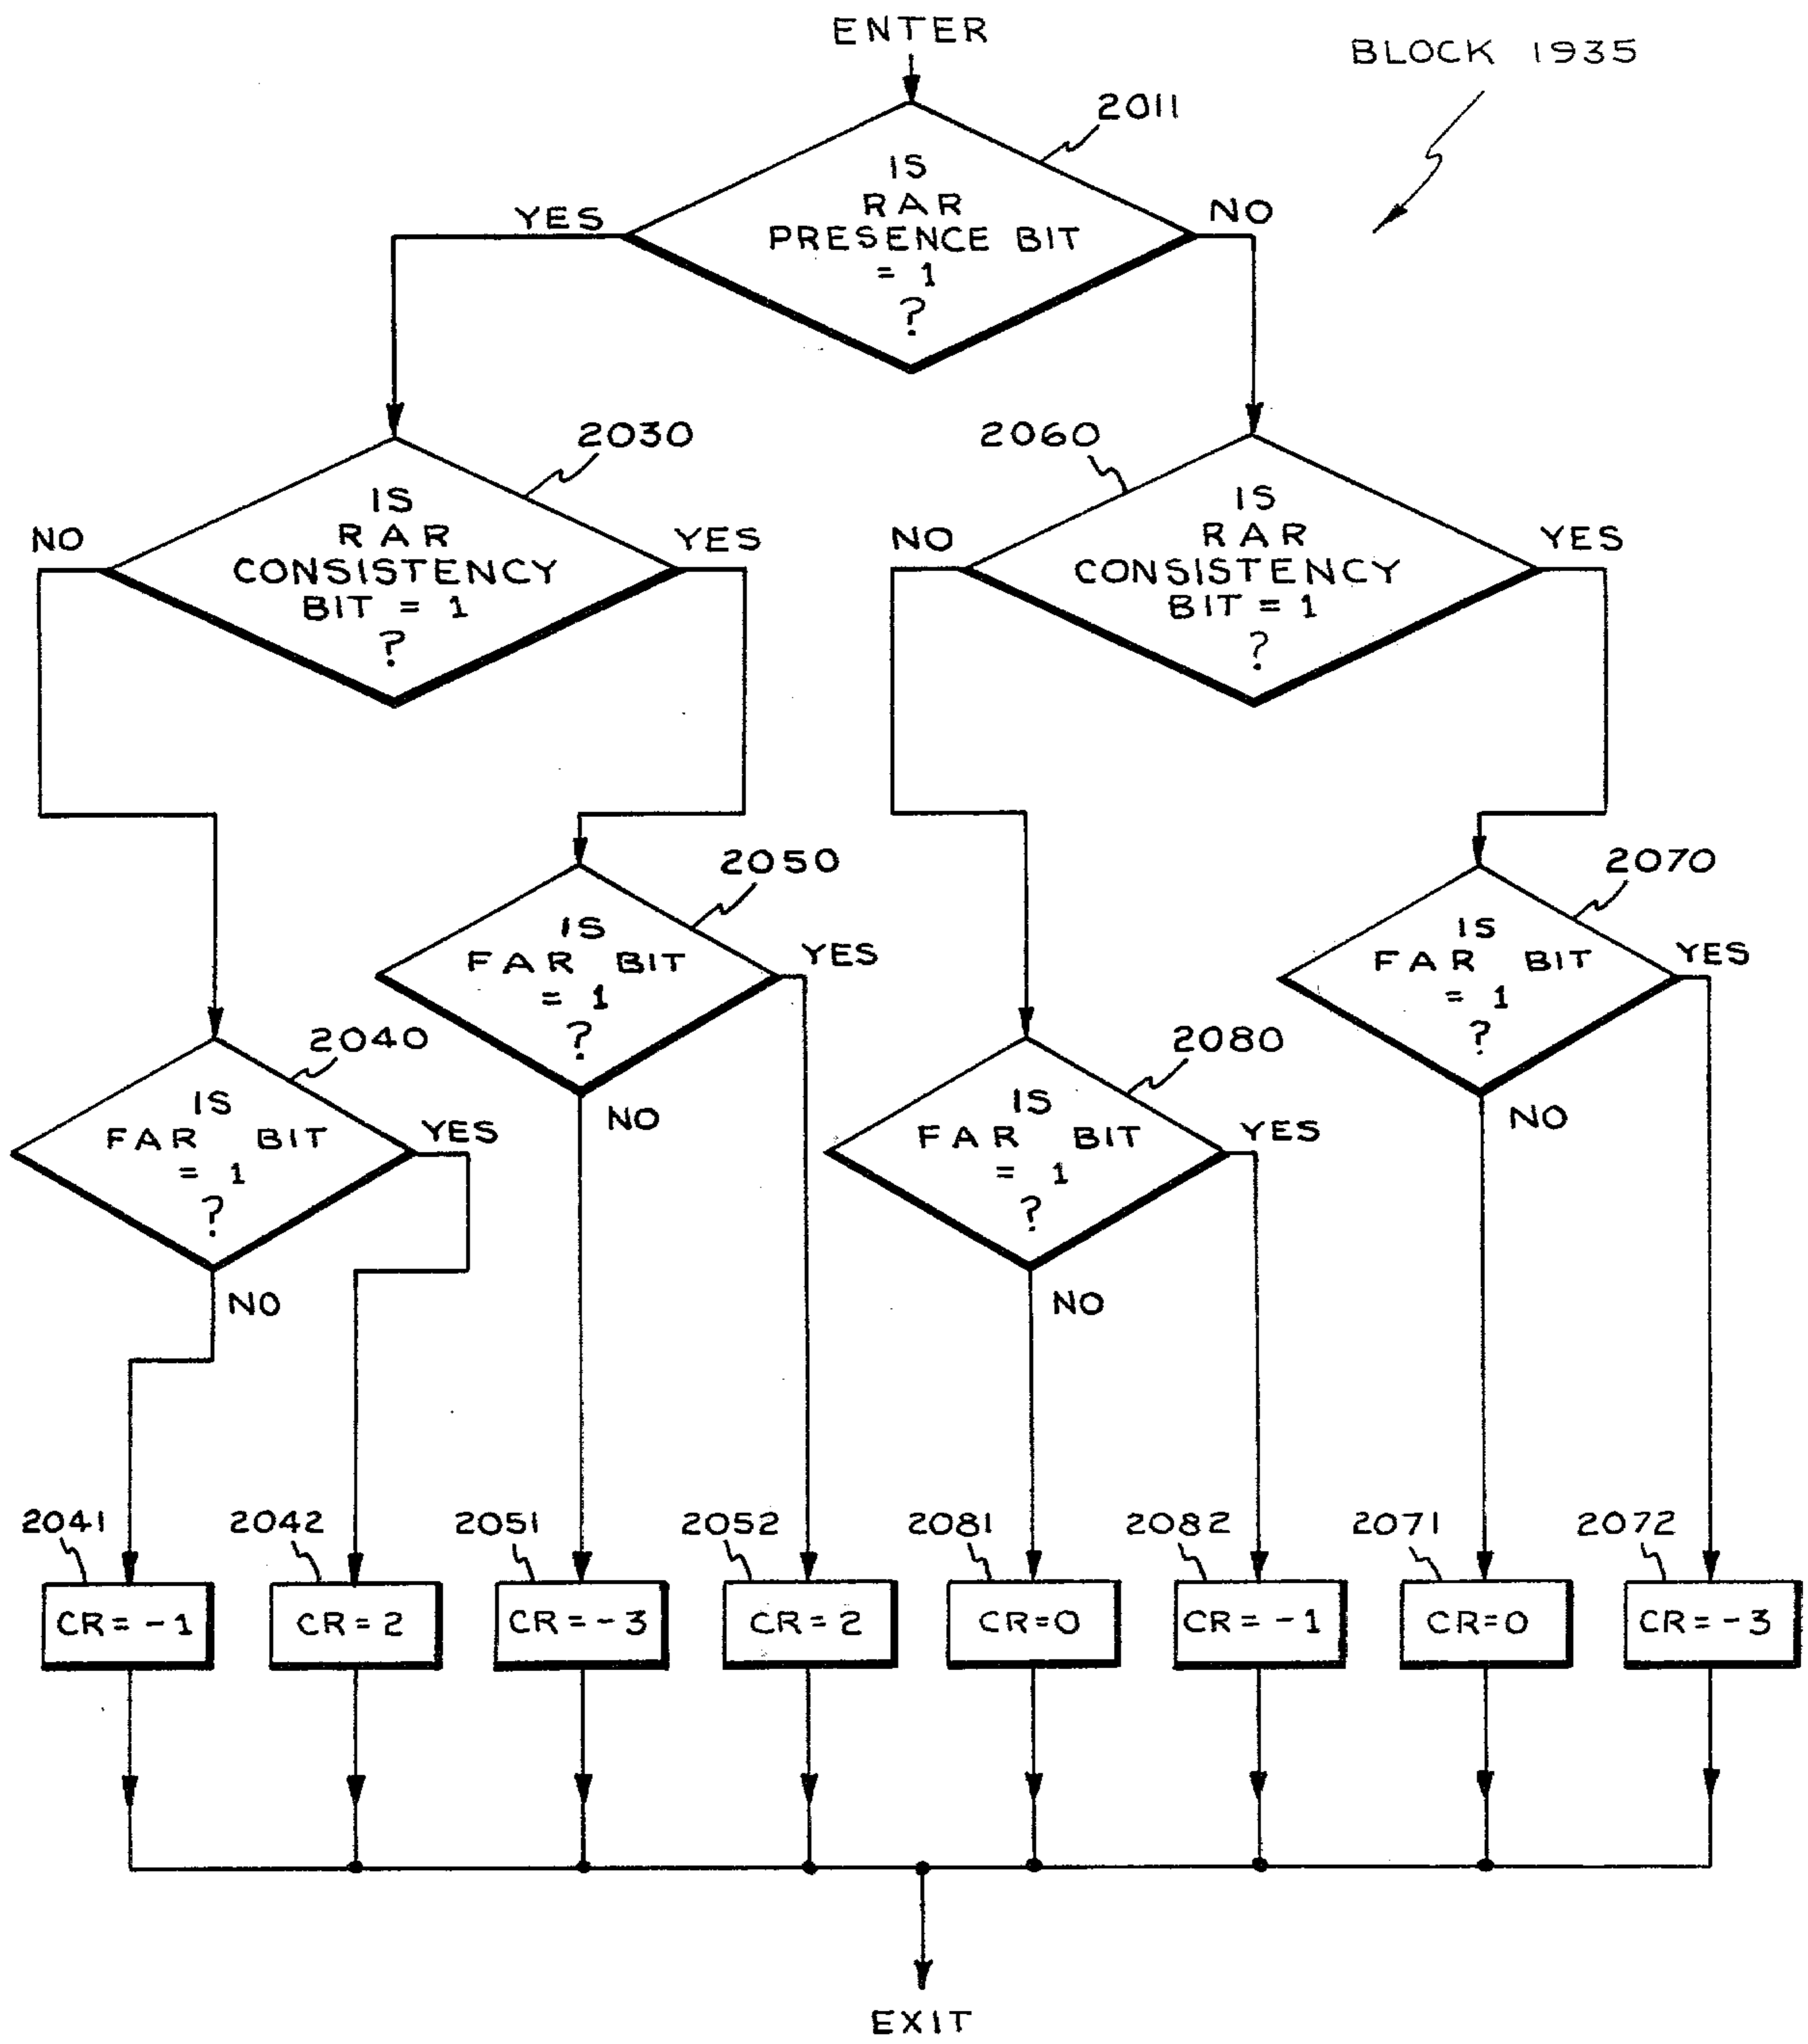 ENTER
BLOCK 1935
2011
IS
RAR
PRESENCE BIT
= 1
?
YES
NO
2030
IS
RAR
CONSISTENCY
BIT = 1
?
NO
YES
2060
IS
RAR
CONSISTENCY
BIT = 1
?
NO
YES
2050
IS
FAR BIT
= 1
?
YES
NO
2070
IS
FAR BIT
= 1
?
YES
NO
2040
IS
FAR BIT
= 1
?
YES
NO
2080
IS
FAR BIT
= 1
?
YES
NO
2041
2042
2051
2052
2081
2082
2071
2072
CR = -1
CR = 2
CR = -3
CR = 2
CR=0
CR = -1
CR=0
CR = -3
EXIT